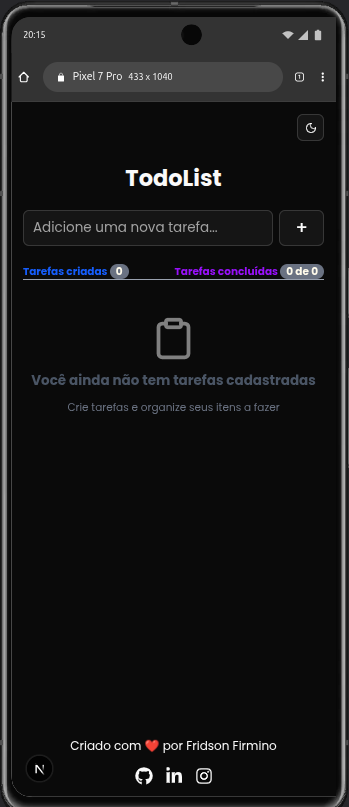 20:15
Pixel 7 Pro 433 x 1040
1
TodoList
Adicione uma nova tarefa...
+
Tarefas criadas 0 Tarefas concluídas 0 de 0
Você ainda não tem tarefas cadastradas
Crie tarefas e organize seus itens a fazer
Criado com ❤️ por Fridson Firmino
N
in